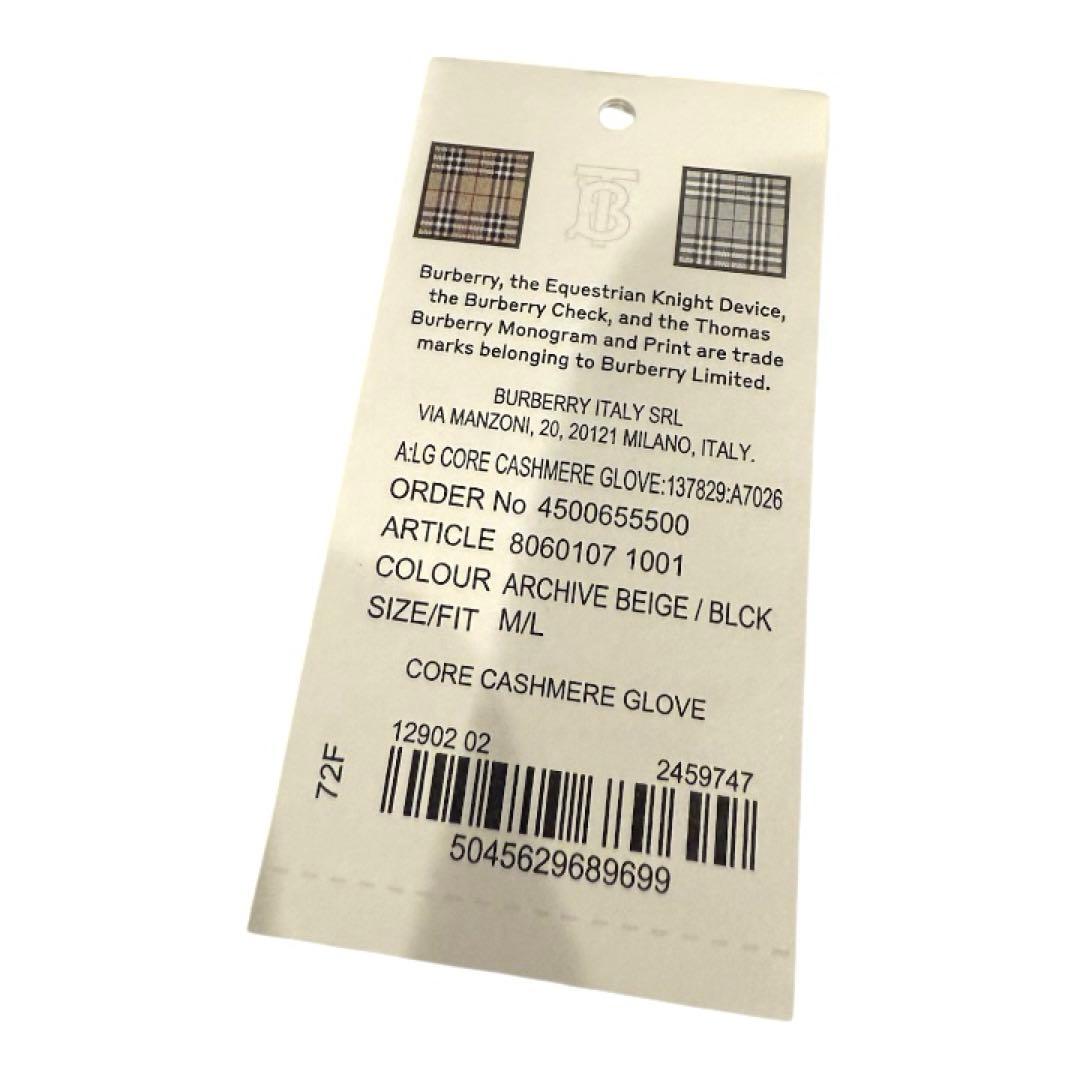 Burberry, the Equestrian Knight Device,
the Burberry Check, and the Thomas
Burberry Monogram and Print are trade
marks belonging to Burberry Limited.
BURBERRY ITALY SRL
VIA MANZONI, 20, 20121 MILANO, ITALY.
A:LG CORE CASHMERE GLOVE:137829:A7026
ORDER No 4500655500
ARTICLE 8060107 1001
COLOUR ARCHIVE BEIGE / BLCK
SIZE/FIT M/L
CORE CASHMERE GLOVE
12902 02
2459747
72F
5045629689699